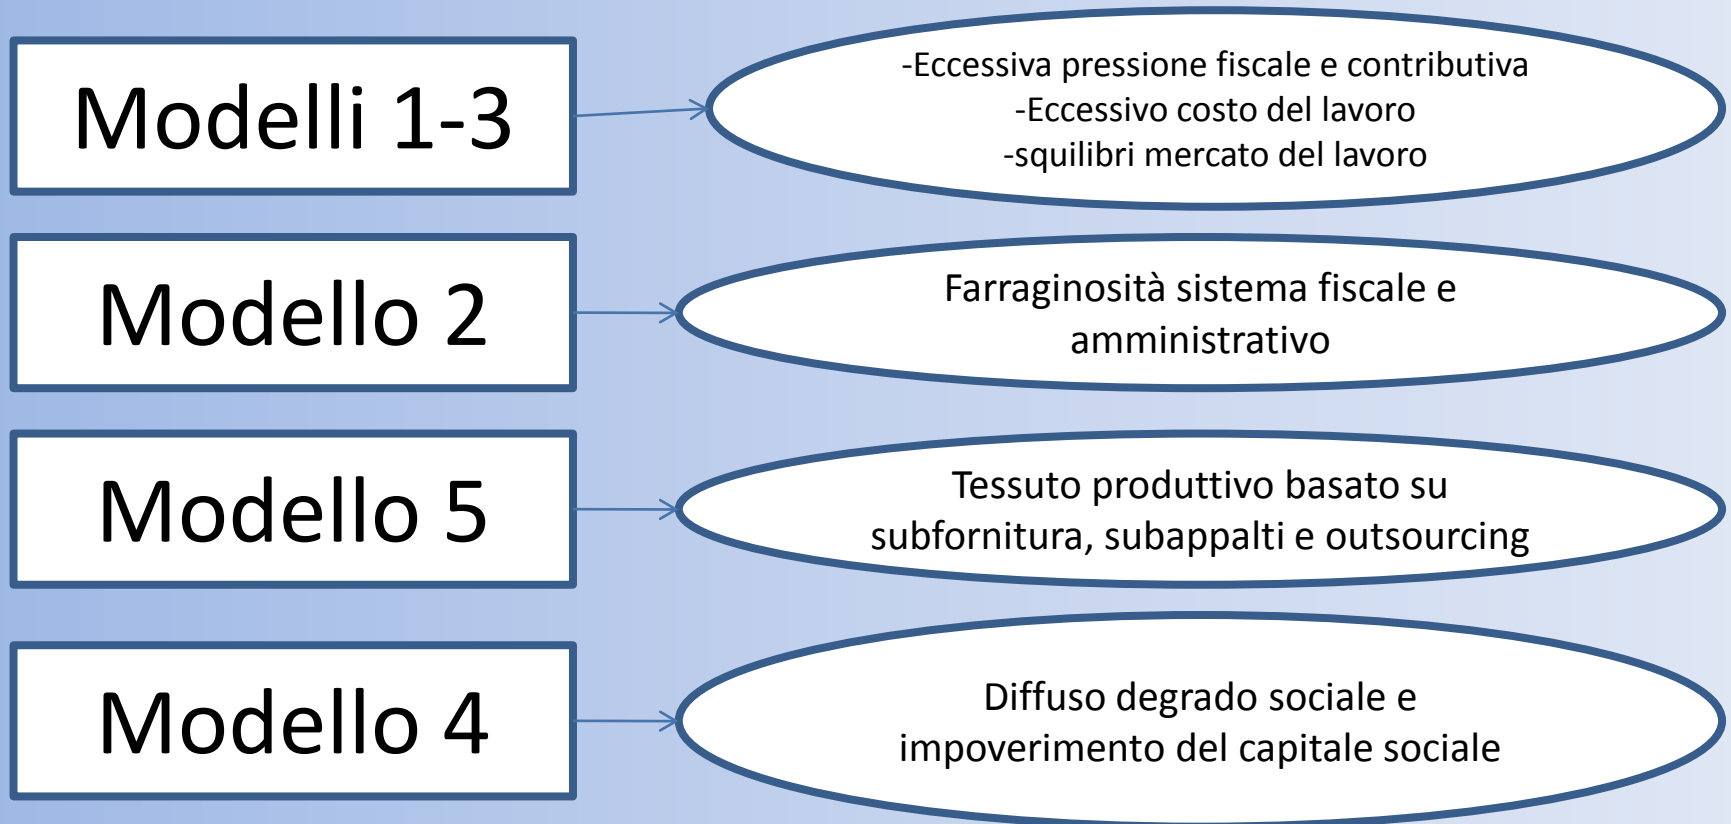 Modelli 1-3
-Eccessiva pressione fiscale e contributiva
-Eccessivo costo del lavoro
-squilibri mercato del lavoro
Modello 2
Farraginosità sistema fiscale e
amministrativo
Modello 5
Tessuto produttivo basato su
subfornitura, subappalti e outsourcing
Modello 4
Diffuso degrado sociale e
impoverimento del capitale sociale